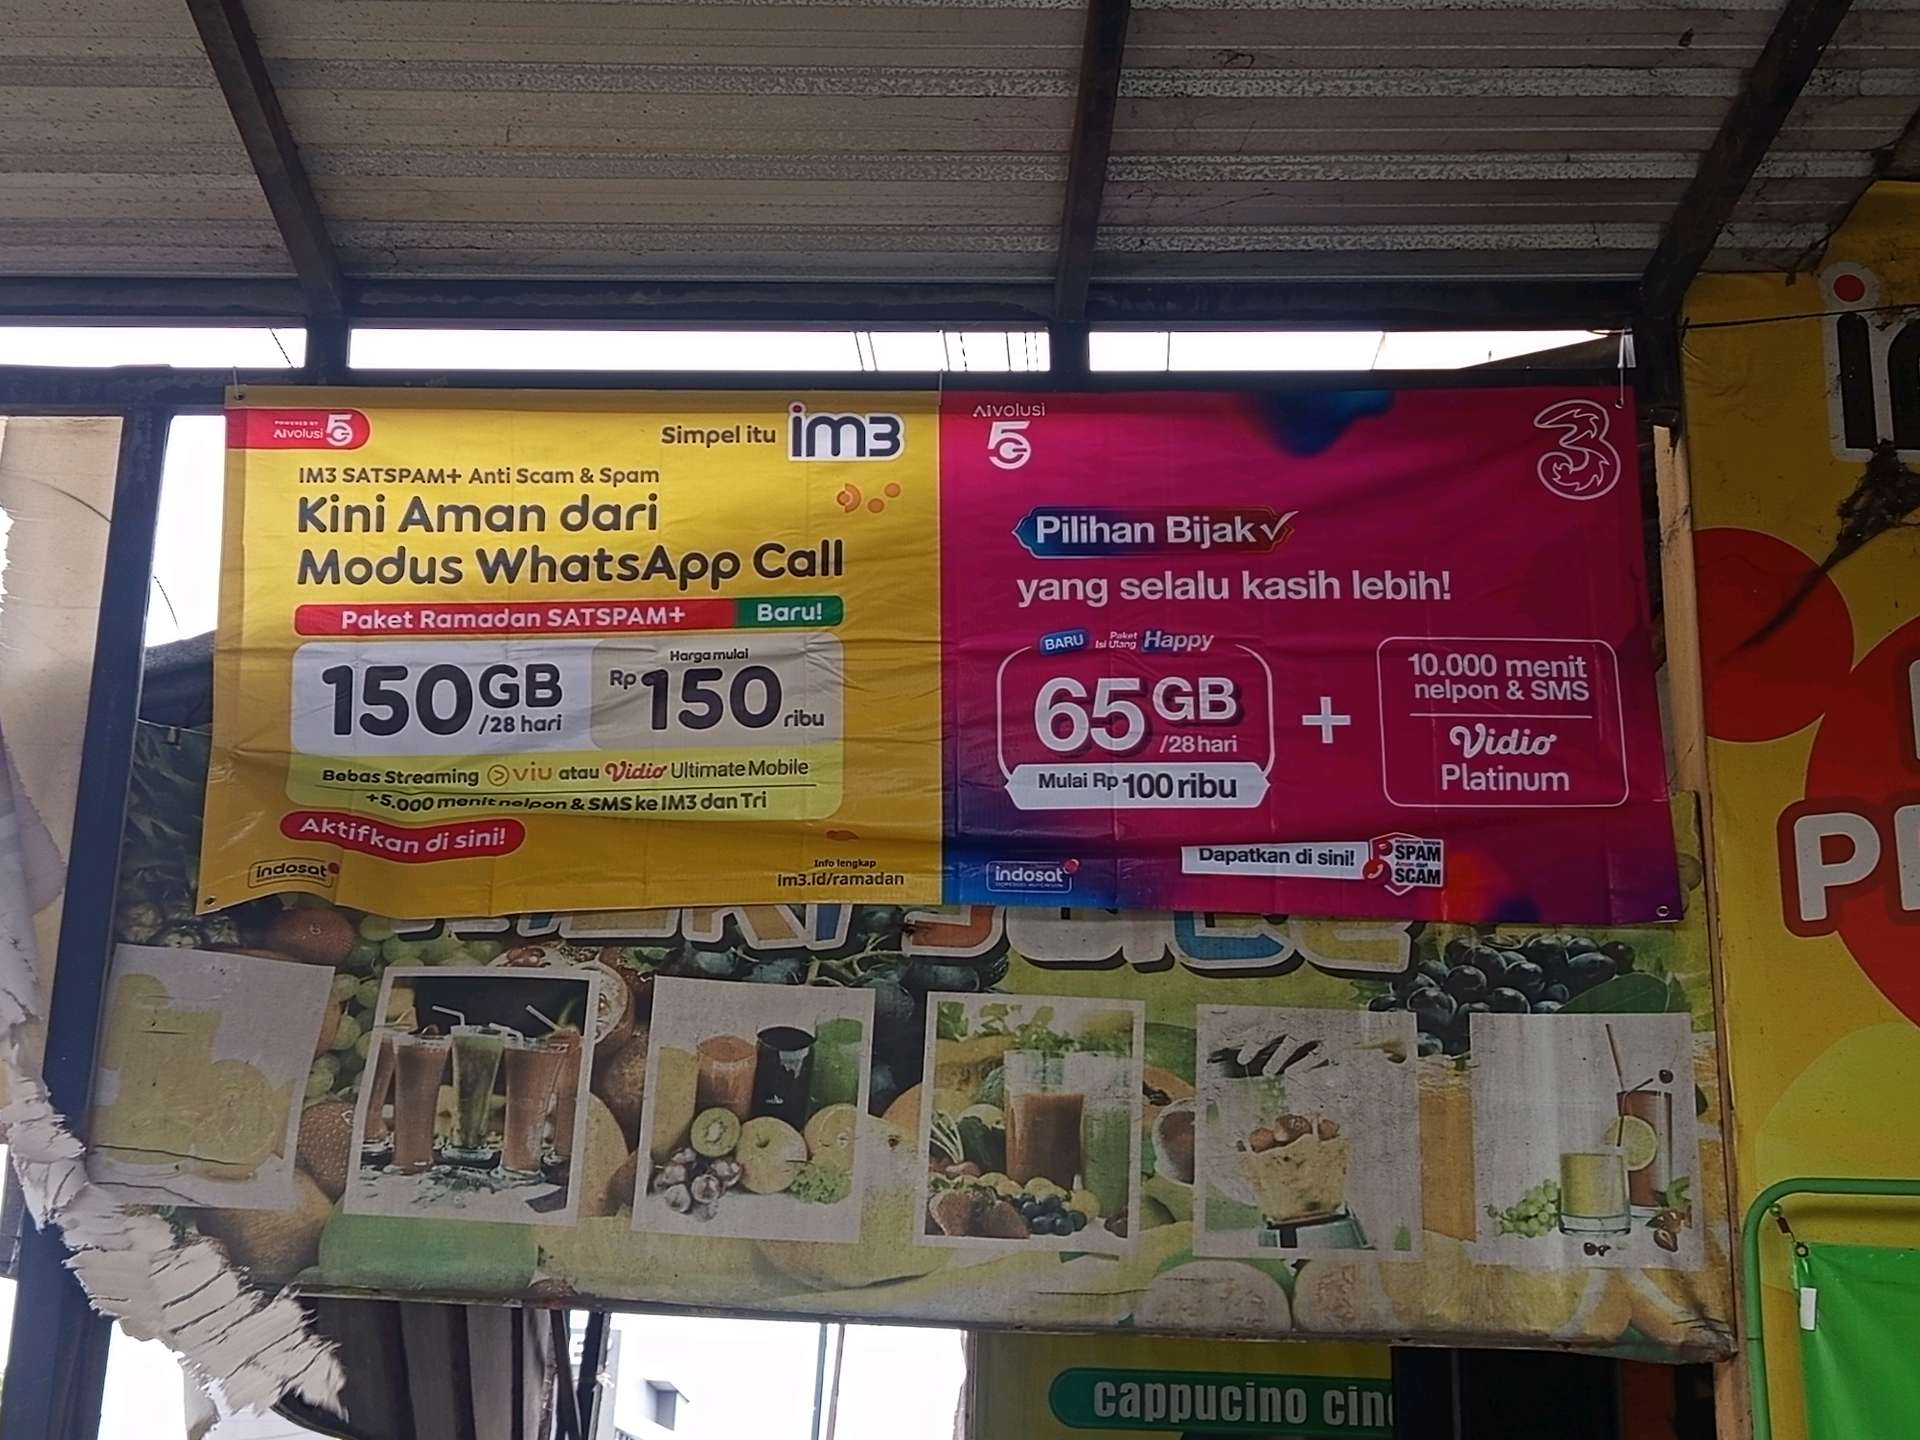 POWERED BY
AIvolusi 5G
Simpel itu im3
IM3 SATSPAM+ Anti Scam & Spam
Kini Aman dari
Modus WhatsApp Call
Paket Ramadan SATSPAM+ Baru!
150GB /28 hari
Harga mulai
Rp 150 ribu
Bebas Streaming viu atau Vidio Ultimate Mobile
+5.000 menit nelpon & SMS ke IM3 dan Tri
Aktifkan di sini!
indosat
OOREDOO HUTCHISON
Info lengkap
im3.id/ramadan
AIvolusi
5G
3
Pilihan Bijak
yang selalu kasih lebih!
BARU Paket Isi Ulang Happy
65GB /28 hari
Mulai Rp 100 ribu
+
10.000 menit
nelpon & SMS
Vidio
Platinum
Dapatkan di sini!
SPAM
SCAM
indosat
OOREDOO HUTCHISON
cappucino cin